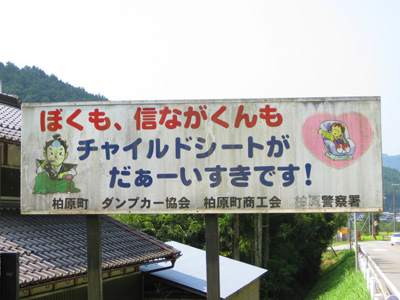 ぼくも、信ながくんも
チャイルドシートが
だぁーいすきです!
柏原町 ダンプカー協会 柏原町商工会 柏原警察署